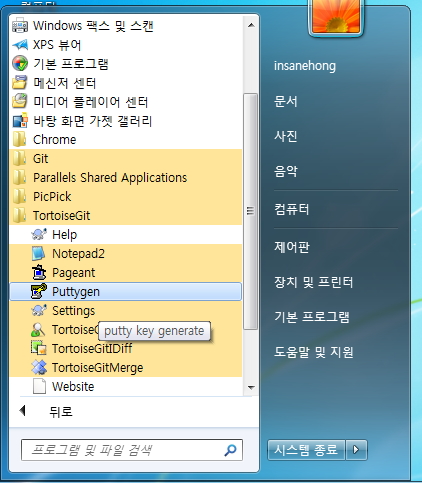 Windows 팩스 및 스캔
XPS 뷰어
기본 프로그램
메신저 센터
미디어 플레이어 센터
바탕 화면 가젯 갤러리
Chrome
Git
Parallels Shared Applications
PicPick
TortoiseGit
Help
Notepad2
Pageant
Puttygen
Settings
putty key generate
TortoiseGitIDiff
TortoiseGitMerge
Website
뒤로
프로그램 및 파일 검색
insanehong
문서
사진
음악
컴퓨터
제어판
장치 및 프린터
기본 프로그램
도움말 및 지원
시스템 종료